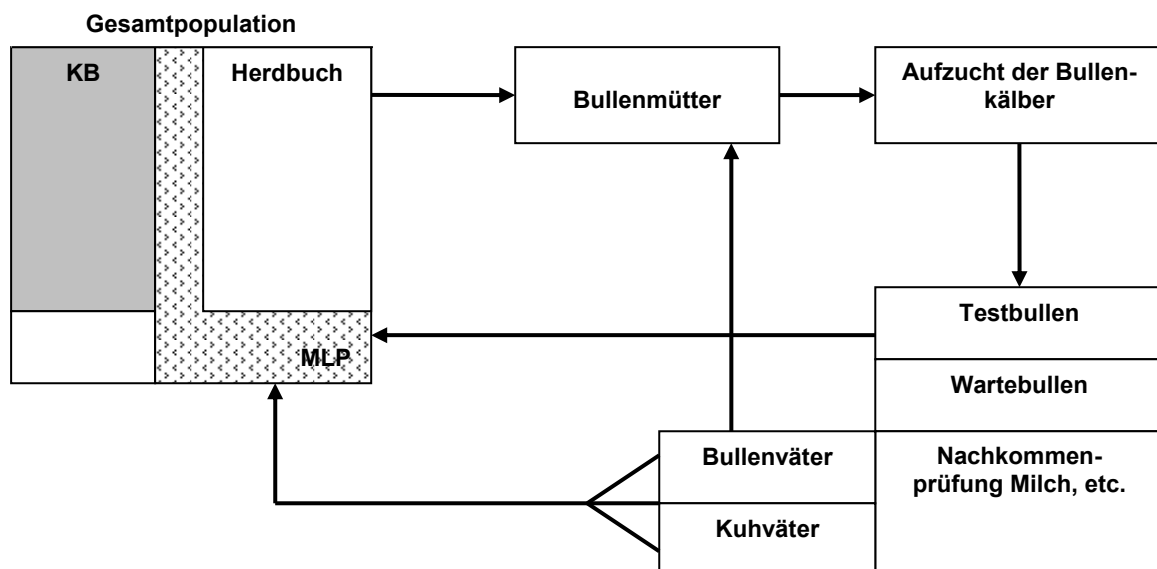 Gesamtpopulation
KB
Herdbuch
MLP
Bullenmütter
Aufzucht der Bullen-
kälber
Testbullen
Wartebullen
Bullenväter
Kuhväter
Nachkommen-
prüfung Milch, etc.